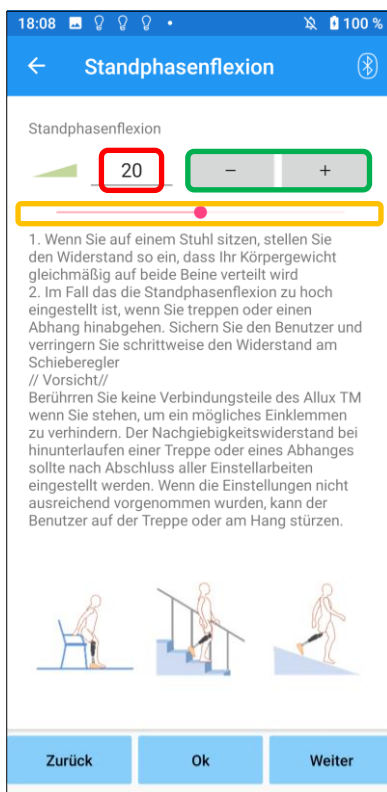 18:08
100 %
Standphasenflexion
Standphasenflexion
20 − +
1. Wenn Sie auf einem Stuhl sitzen, stellen Sie
den Widerstand so ein, dass Ihr Körpergewicht
gleichmäßig auf beide Beine verteilt wird
2. Im Fall das die Standphasenflexion zu hoch
eingestellt ist, wenn Sie treppen oder einen
Abhang hinabgehen. Sichern Sie den Benutzer und
verringern Sie schrittweise den Widerstand am
Schieberegler
// Vorsicht//
Berührren Sie keine Verbindungsteile des Allux TM
wenn Sie stehen, um ein mögliches Einklemmen
zu verhindern. Der Nachgiebigkeitswiderstand bei
hinunterlaufen einer Treppe oder eines Abhanges
sollte nach Abschluss aller Einstellarbeiten
eingestellt werden. Wenn die Einstellungen nicht
ausreichend vorgenommen wurden, kann der
Benutzer auf der Treppe oder am Hang stürzen.
Zurück Ok Weiter